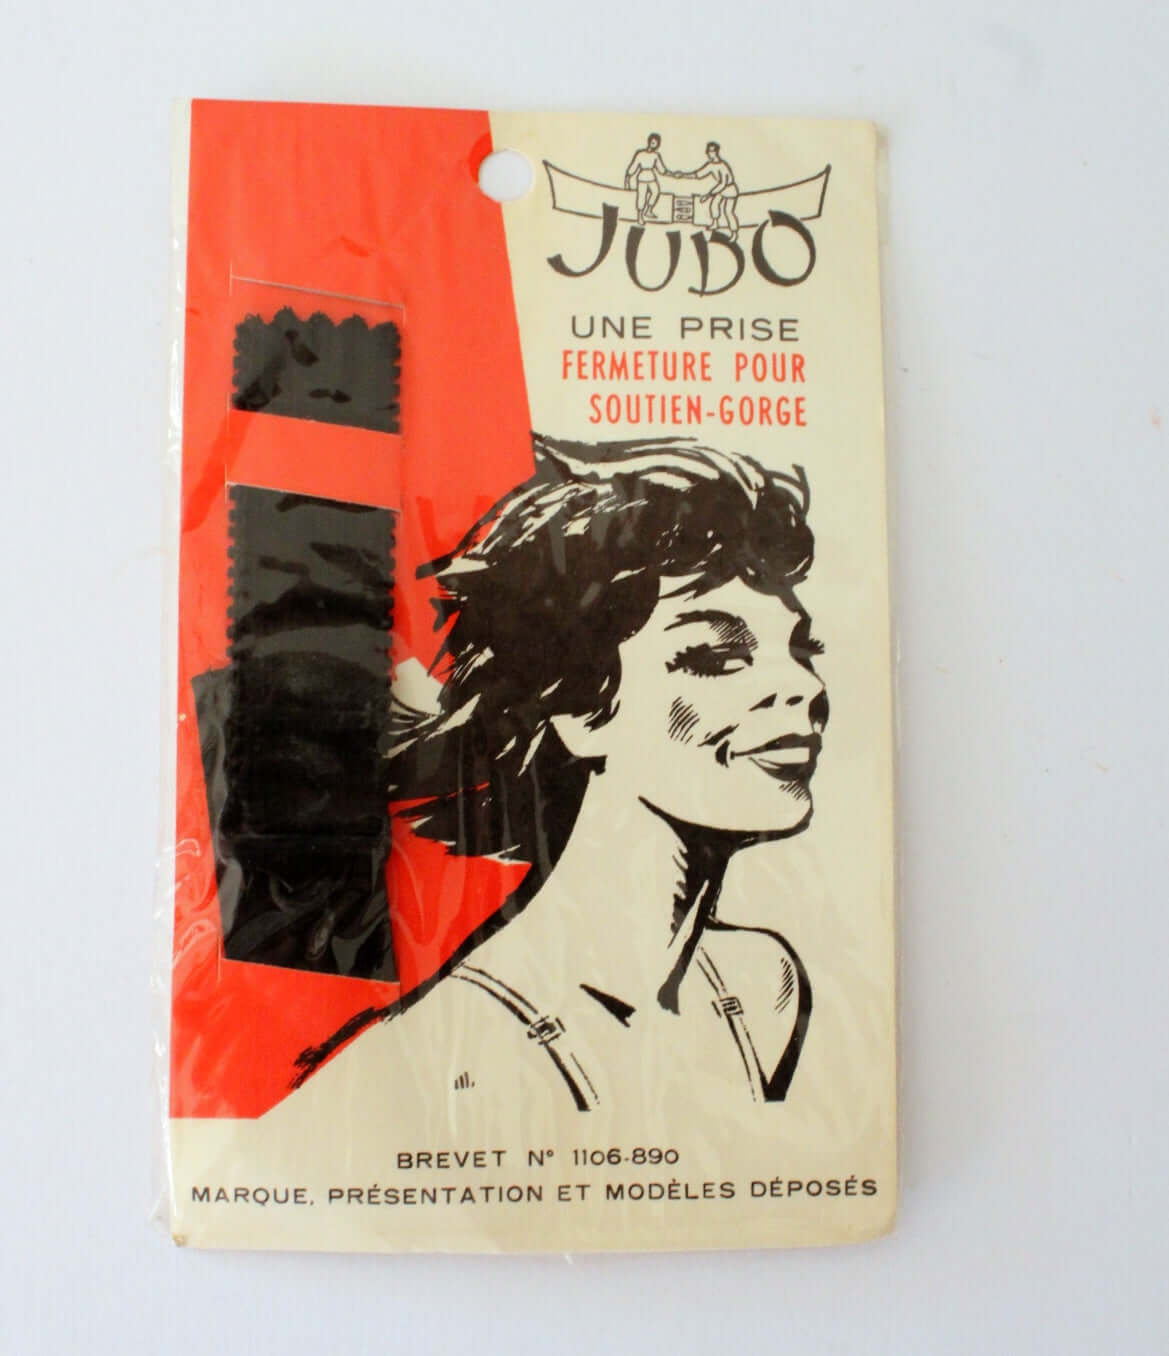 JUDO
UNE PRISE
FERMETURE POUR
SOUTIEN-GORGE
BREVET N° 1106-890
MARQUE, PRÉSENTATION ET MODÈLES DÉPOSÉS